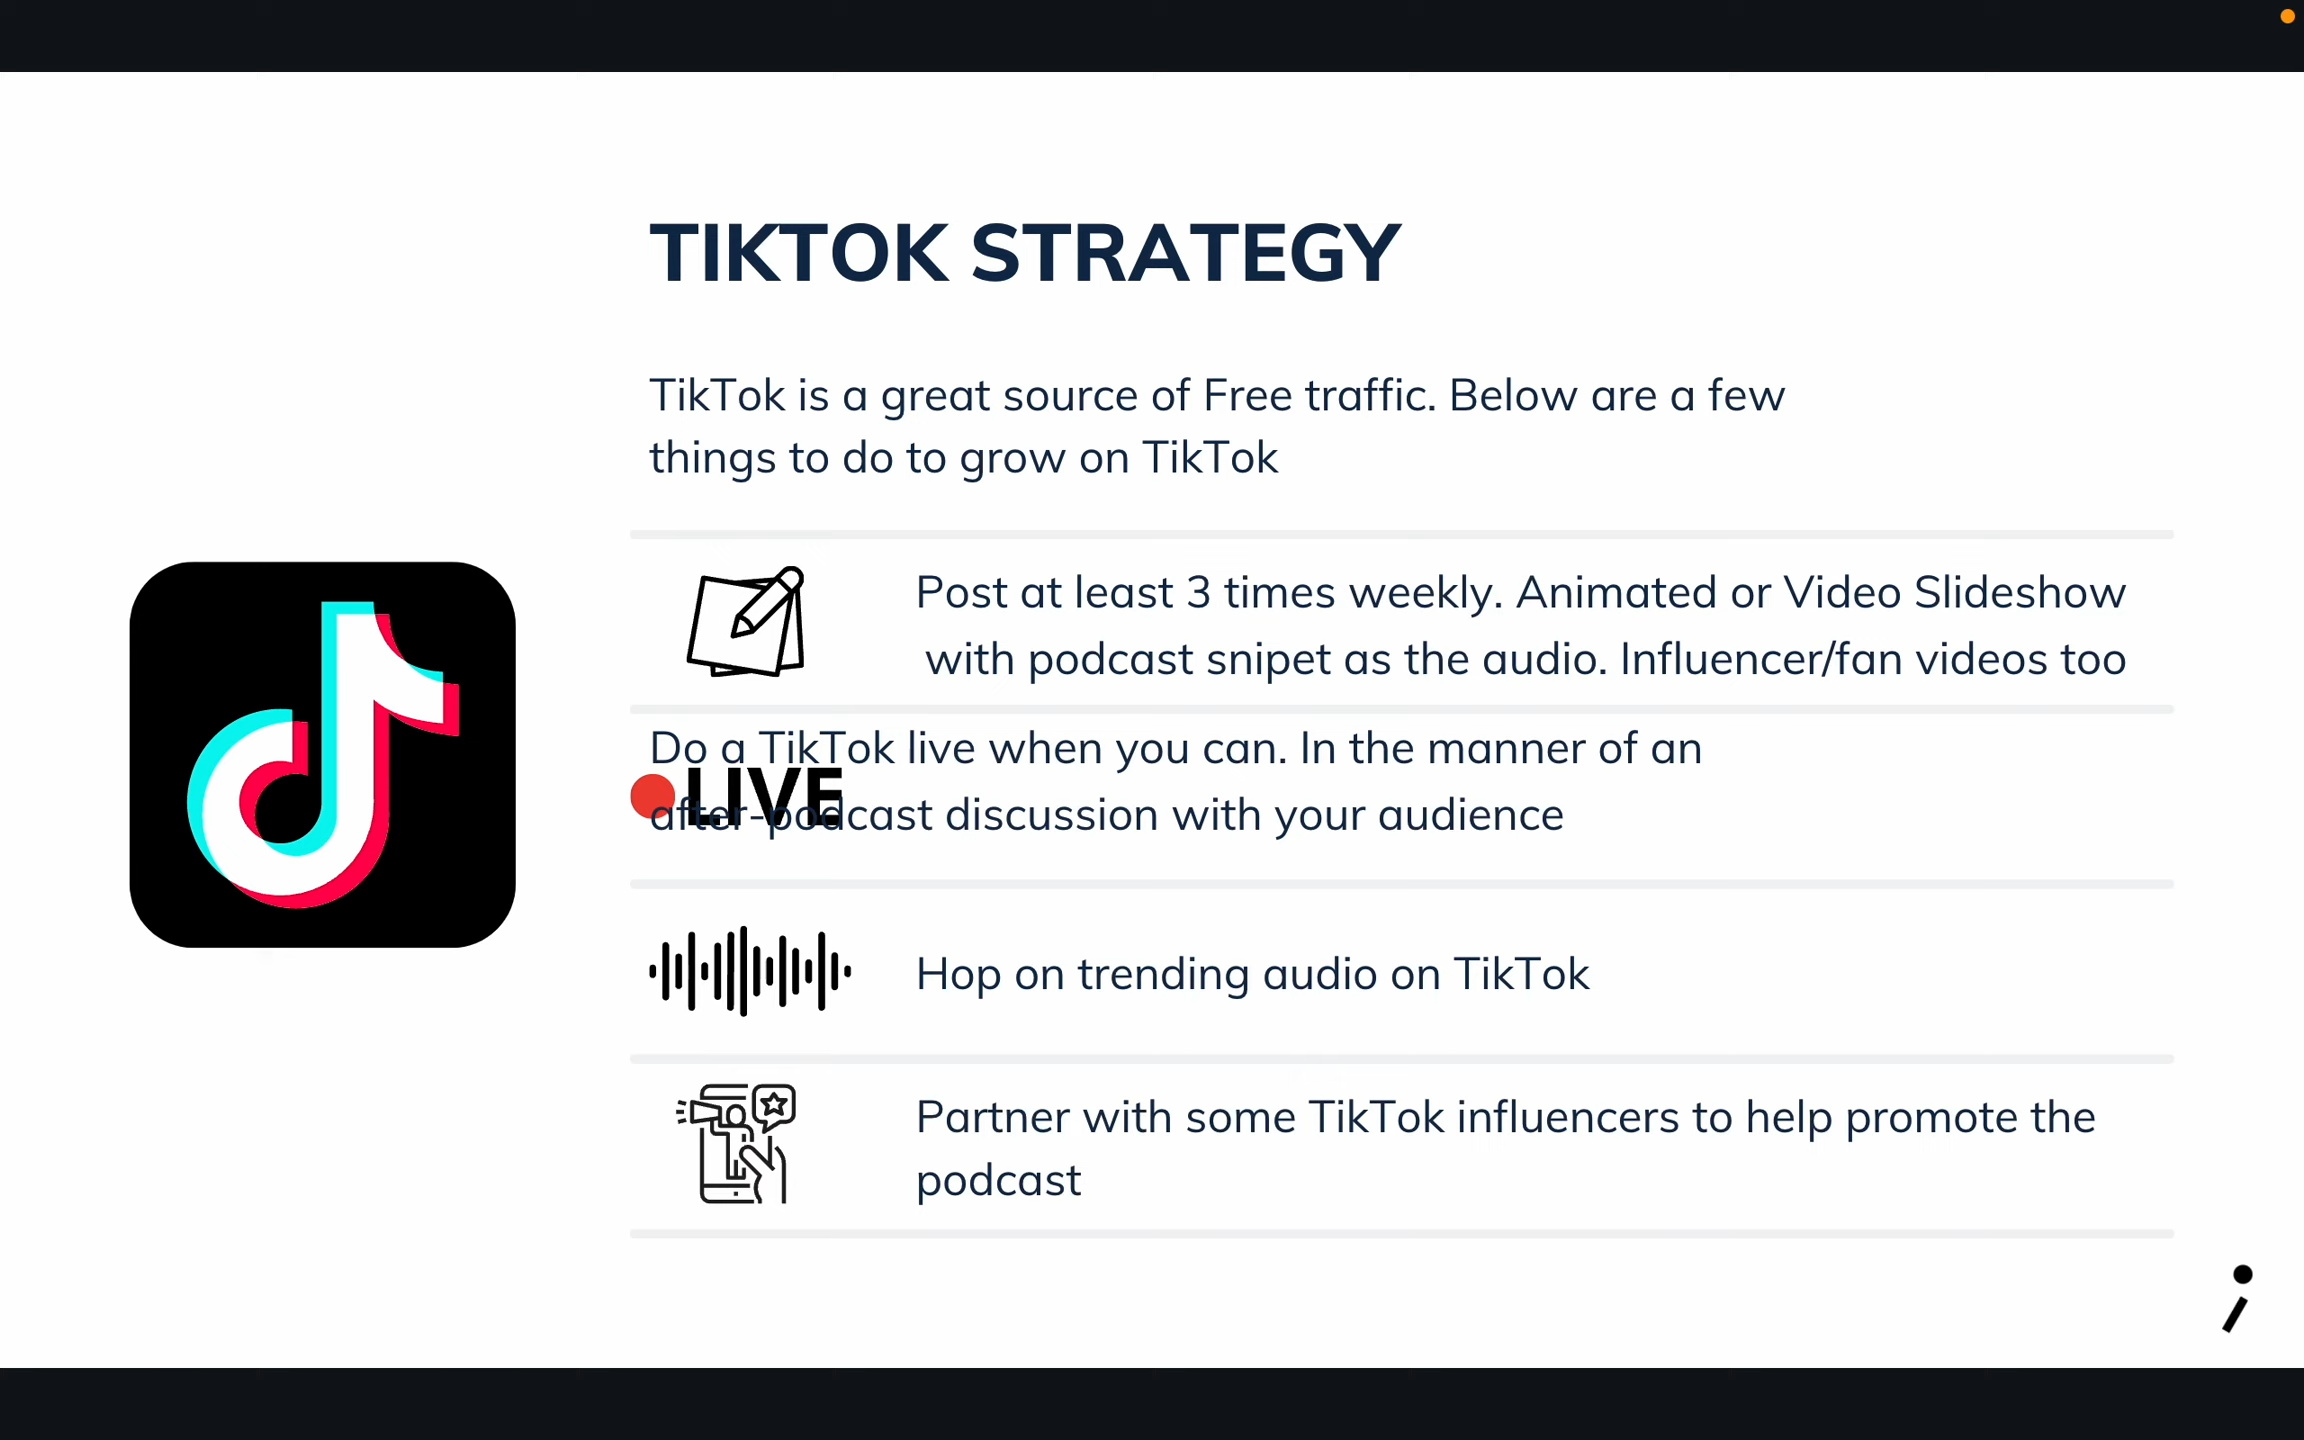 TIKTOK STRATEGY
TikTok is a great source of Free traffic. Below are a few
things to do to grow on TikTok
Post at least 3 times weekly. Animated or Video Slideshow
with podcast snipet as the audio. Influencer/fan videos too
Do a TikTok live when you can. In the manner of an
LIVE
after-podcast discussion with your audience
Hop on trending audio on TikTok
Partner with some TikTok influencers to help promote the
podcast